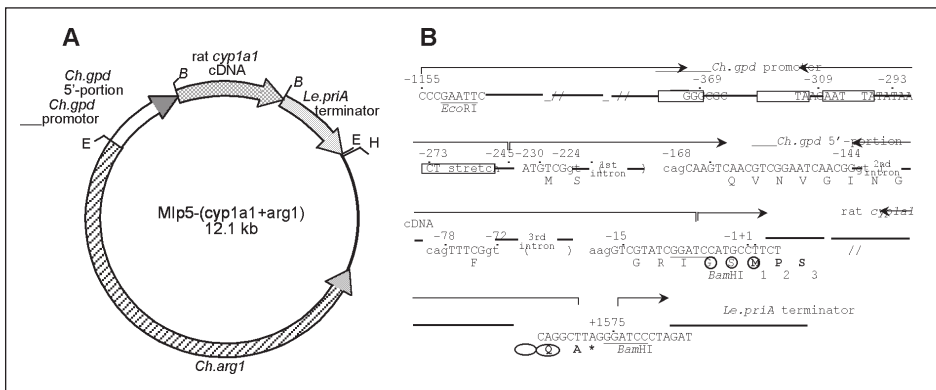 A
rat cyp1a1
cDNA
B
B
Ch.gpd
5'-portion
Ch.gpd
___promotor
Le.priA
terminator
E
E
H
Mlp5-(cyp1a1+arg1)
12.1 kb
Ch.arg1
B
Ch.gpd promotor
-1155 -369 -309 -293
CCCGAATTC // // GGGCGC TAGAAT TATATAA
EcoRI
Ch.gpd 5'-portion
-273 -245 -230 -224 -168 -144
CT stretch ATGTCGgt 1st intron ) cagCAAGTCAACGTCGGAATCAACGGgt 2nd intron
M S Q V N V G I N G
cDNA rat cyp1a1
-78 -72 -15 -1+1
cagTTTCGgt ( 3rd intron ) aagGTCGTATCGGATCCATGCCTTCT //
F G R I G S M P S
BamHI 1 2 3
Le.priA terminator
+1575
CAGGCTTAGGGATCCCTAGAT
Q A * BamHI